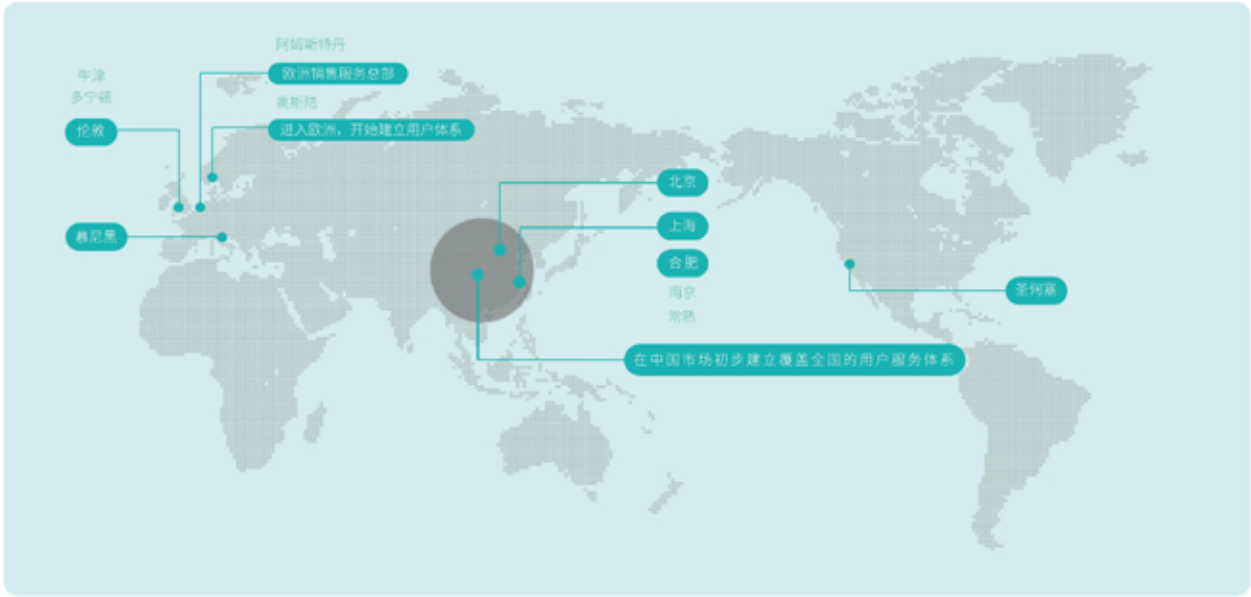 阿姆斯特丹
欧洲销售服务总部
牛津
多宁顿
奥斯陆
进入欧洲,开始建立用户体系
伦敦
慕尼黑
北京
上海
合肥
南京
常熟
圣何塞
在中国市场初步建立覆盖全国的用户服务体系